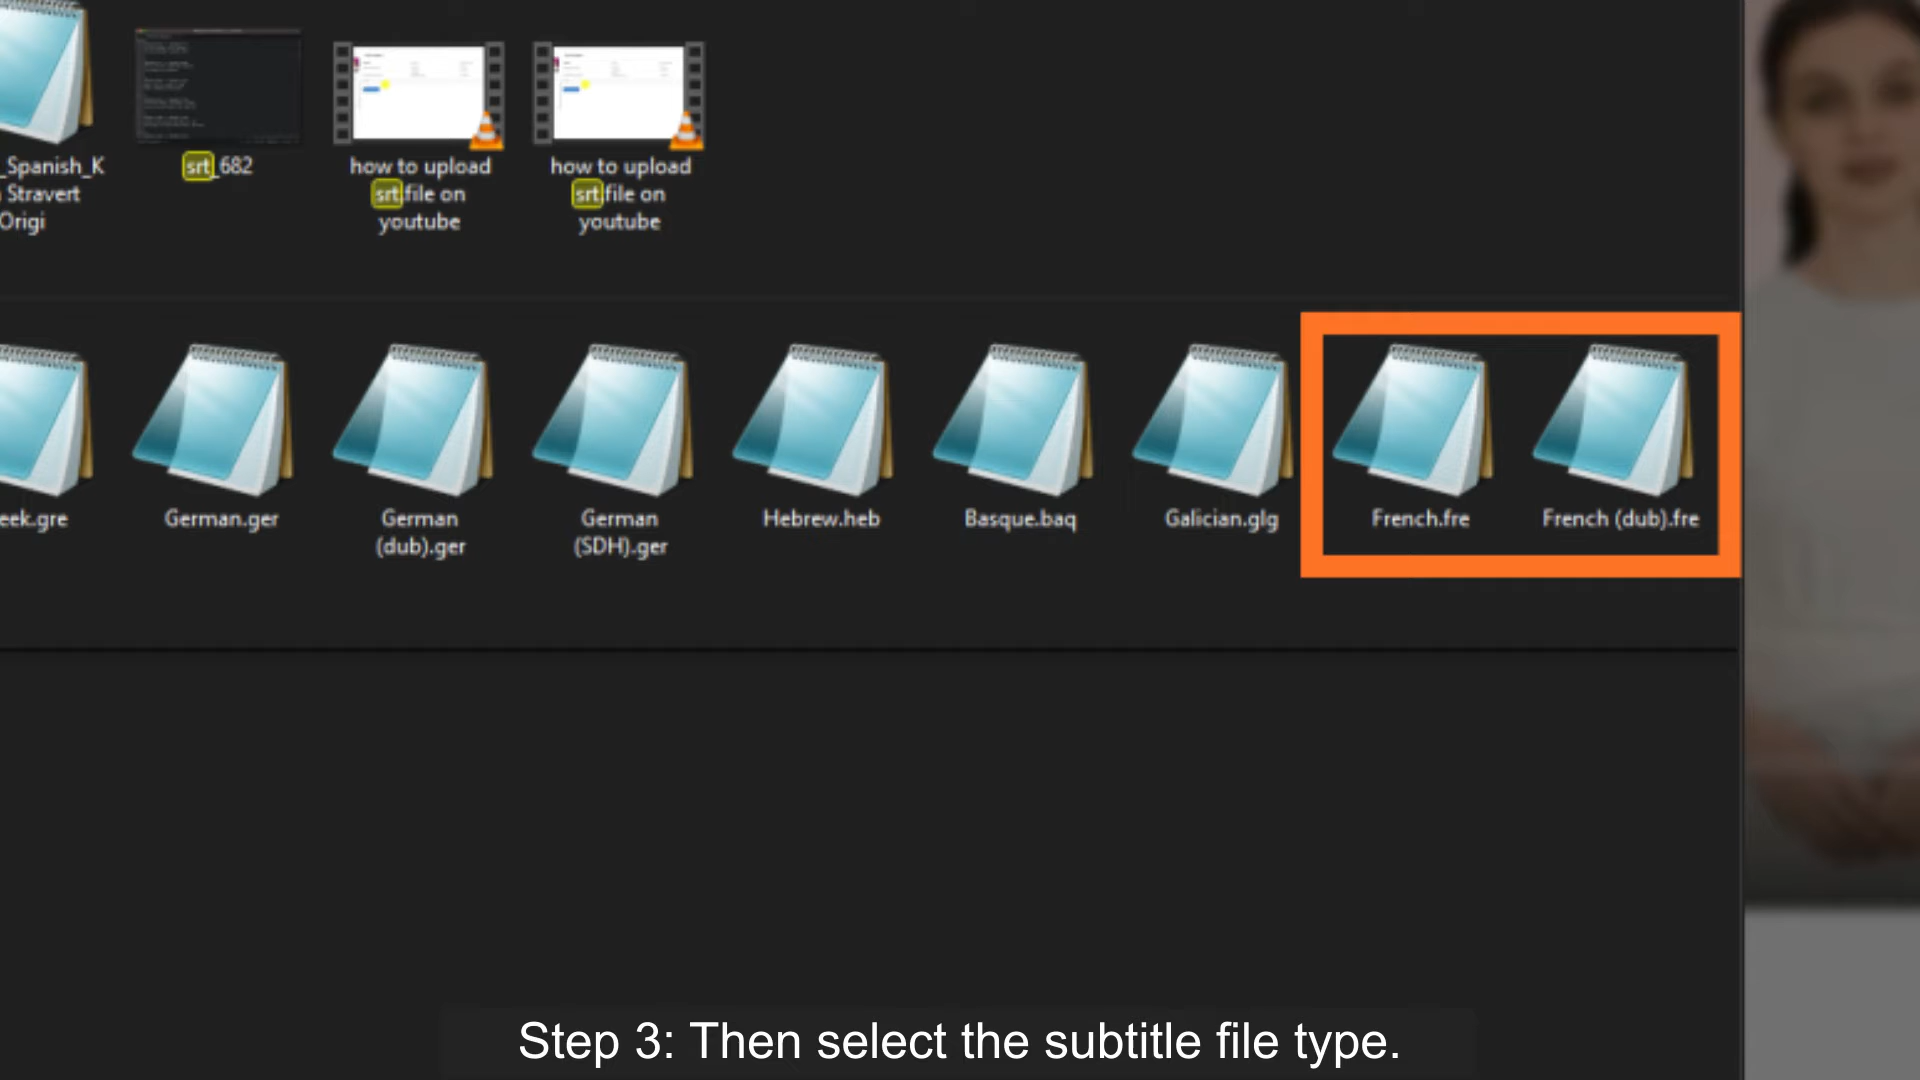 _Spanish_K
Stravert
Origi
srt_682
how to upload
srt file on
youtube
how to upload
srt file on
youtube
eek.gre
German.ger
German
(dub).ger
German
(SDH).ger
Hebrew.heb
Basque.baq
Galician.glg
French.fre
French (dub).fre
Step 3: Then select the subtitle file type.